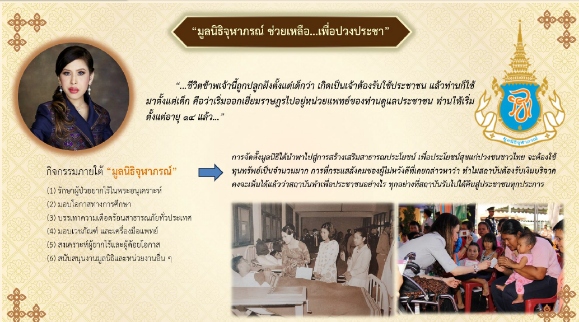 “มูลนิธิจุฬาภรณ์ ช่วยเหลือ...เพื่อปวงประชา”
“...ชีวิตข้าพเจ้านี้ถูกปลูกฝังตั้งแต่เด็กว่า เกิดเป็นเจ้าต้องรับใช้ประชาชน แล้วท่านก็ใช้
มาตั้งแต่เด็ก คือว่าเริ่มออกเยี่ยมราษฎรไปอยู่หน่วยแพทย์ของท่านดูแลประชาชน ท่านให้เริ่ม
ตั้งแต่อายุ ๑๔ แล้ว...”
กิจกรรมภายใต้ “มูลนิธิจุฬาภรณ์”
(1) รักษาผู้ป่วยยากไร้ในพระอนุเคราะห์
(2) มอบโอกาสทางการศึกษา
(3) บรรเทาความเดือดร้อนสาธารณภัยทั่วประเทศ
(4) มอบเวชภัณฑ์ และเครื่องมือแพทย์
(5) สงเคราะห์ผู้ยากไร้และผู้ด้อยโอกาส
(6) สนับสนุนงานมูลนิธิและหน่วยงานอื่น ๆ
การจัดตั้งมูลนิธิได้นำพาไปสู่การสร้างเสริมสาธารณประโยชน์ เพื่อประโยชน์สุขแก่ปวงชนชาวไทย จะต้องใช้
ทุนทรัพย์เป็นจำนวนมาก การที่กระแสสังคมของผู้ไม่หวังดีที่เคยกล่าวหาว่า ทำไมสถาบันต้องรับเงินบริจาค
คงจะเห็นได้แล้วว่าสถาบันทำเพื่อประชาชนอย่างไร ทุกอย่างที่สถาบันรับไปได้คืนสู่ประชาชนทุกประการ